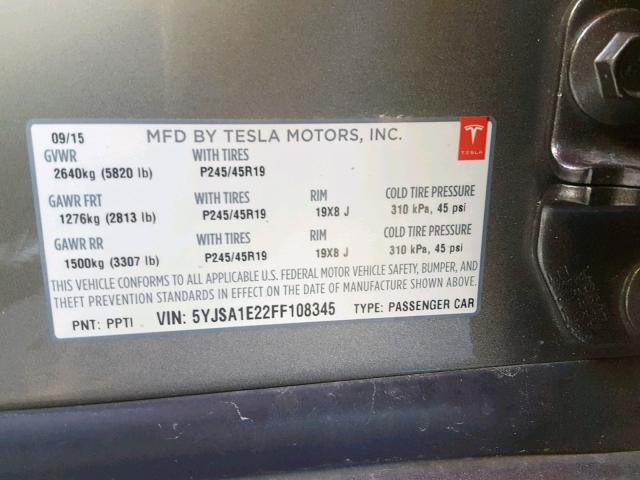 09/15 MFD BY TESLA MOTORS, INC.
GVWR WITH TIRES
2640kg (5820 lb) P245/45R19
TESLA
GAWR FRT WITH TIRES RIM COLD TIRE PRESSURE
1276kg (2813 lb) P245/45R19 19X8 J 310 kPa, 45 psi
GAWR RR WITH TIRES RIM COLD TIRE PRESSURE
1500kg (3307 lb) P245/45R19 19X8 J 310 kPa, 45 psi
THIS VEHICLE CONFORMS TO ALL APPLICABLE U.S. FEDERAL MOTOR VEHICLE SAFETY, BUMPER, AND
THEFT PREVENTION STANDARDS IN EFFECT ON THE DATE OF MANUFACTURE SHOWN ABOVE.
PNT: PPTI VIN: 5YJSA1E22FF108345 TYPE: PASSENGER CAR